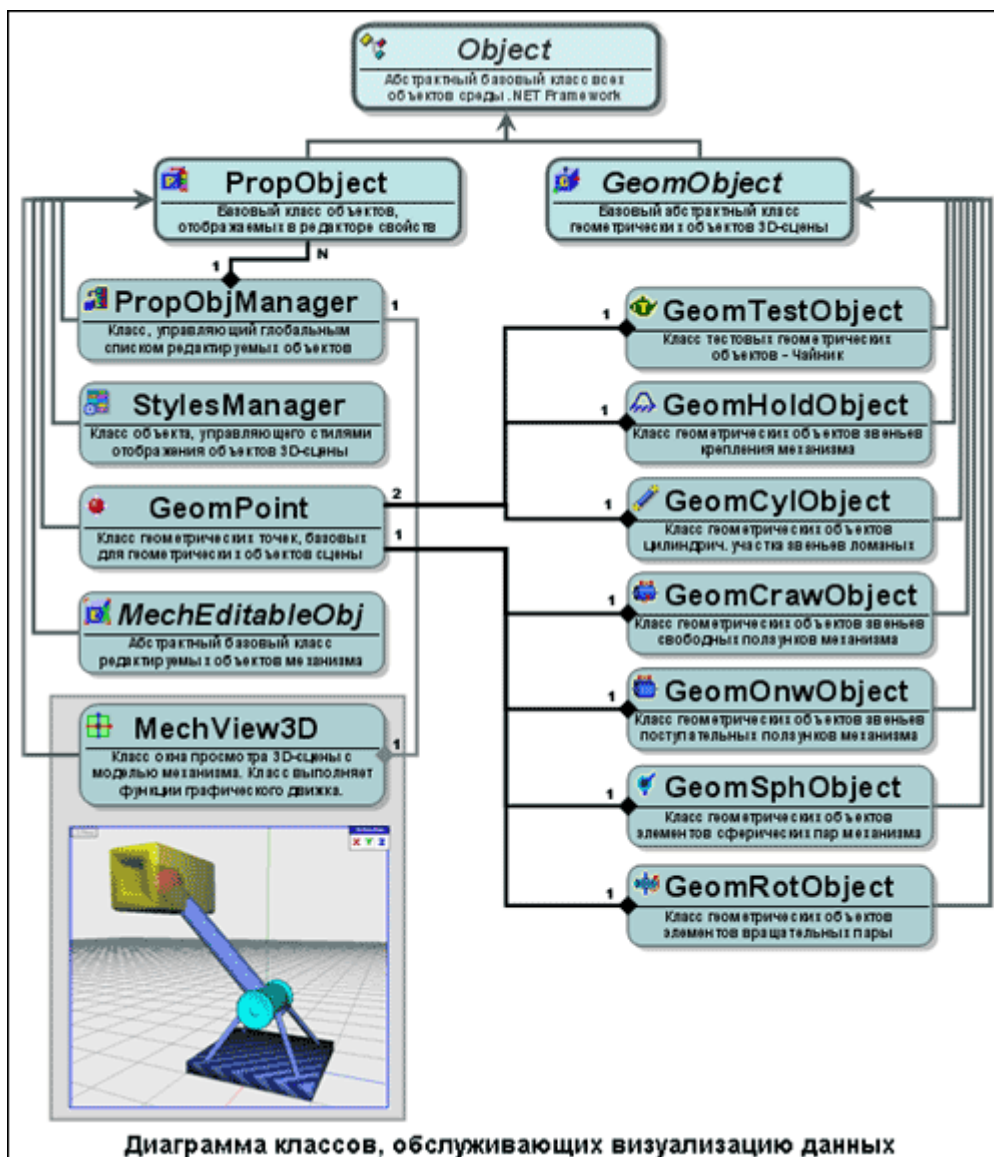 Object
Абстрактный базовый класс всех
объектов среды .NET Framework
PropObject
Базовый класс объектов,
отображаемых в редакторе свойств
GeomObject
Базовый абстрактный класс
геометрических объектов 3D-сцены
1
N
PropObjManager
1
Класс, управляющий глобальным
списком редактируемых объектов
StylesManager
Класс объекта, управляющего стилями
отображения объектов 3D-сцены
GeomPoint
2
1
Класс геометрических точек, базовых
для геометрических объектов сцены
MechEditableObj
Абстрактный базовый класс
редактируемых объектов механизма
MechView3D
1
Класс окна просмотра 3D-сцены с
моделью механизма. Класс выполняет
функции графического движка.
X Y Z
1
GeomTestObject
Класс тестовых геометрических
объектов - Чайник
1
GeomHoldObject
Класс геометрических объектов звеньев
крепления механизма
1
GeomCylObject
Класс геометрических объектов
цилиндрич. участка звеньев ломаных
1
GeomCrawObject
Класс геометрических объектов звеньев
свободных ползунков механизма
1
GeomOnwObject
Класс геометрических объектов звеньев
поступательных ползунков механизма
1
GeomSphObject
Класс геометрических объектов
элементов сферических пар механизма
1
GeomRotObject
Класс геометрических объектов
элементов вращательных пары
Диаграмма классов, обслуживающих визуализацию данных